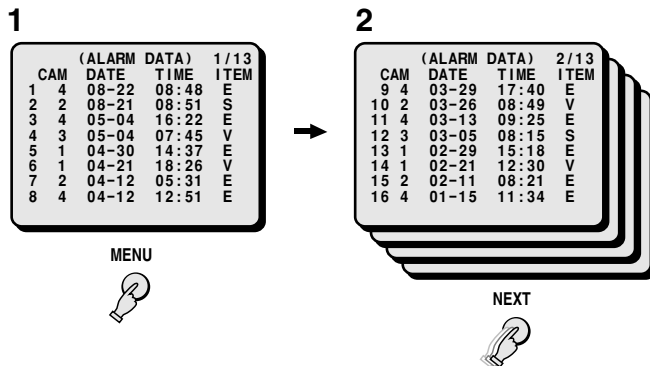 1
(ALARM DATA) 1/13
CAM DATE TIME ITEM
1 4 08-22 08:48 E
2 2 08-21 08:51 S
3 4 05-04 16:22 E
4 3 05-04 07:45 V
5 1 04-30 14:37 E
6 1 04-21 18:26 V
7 2 04-12 05:31 E
8 4 04-12 12:51 E
MENU
2
(ALARM DATA) 2/13
CAM DATE TIME ITEM
9 4 03-29 17:40 E
10 2 03-26 08:49 V
11 4 03-13 09:25 E
12 3 03-05 08:15 S
13 1 02-29 15:18 E
14 1 02-21 12:30 V
15 2 02-11 08:21 E
16 4 01-15 11:34 E
NEXT